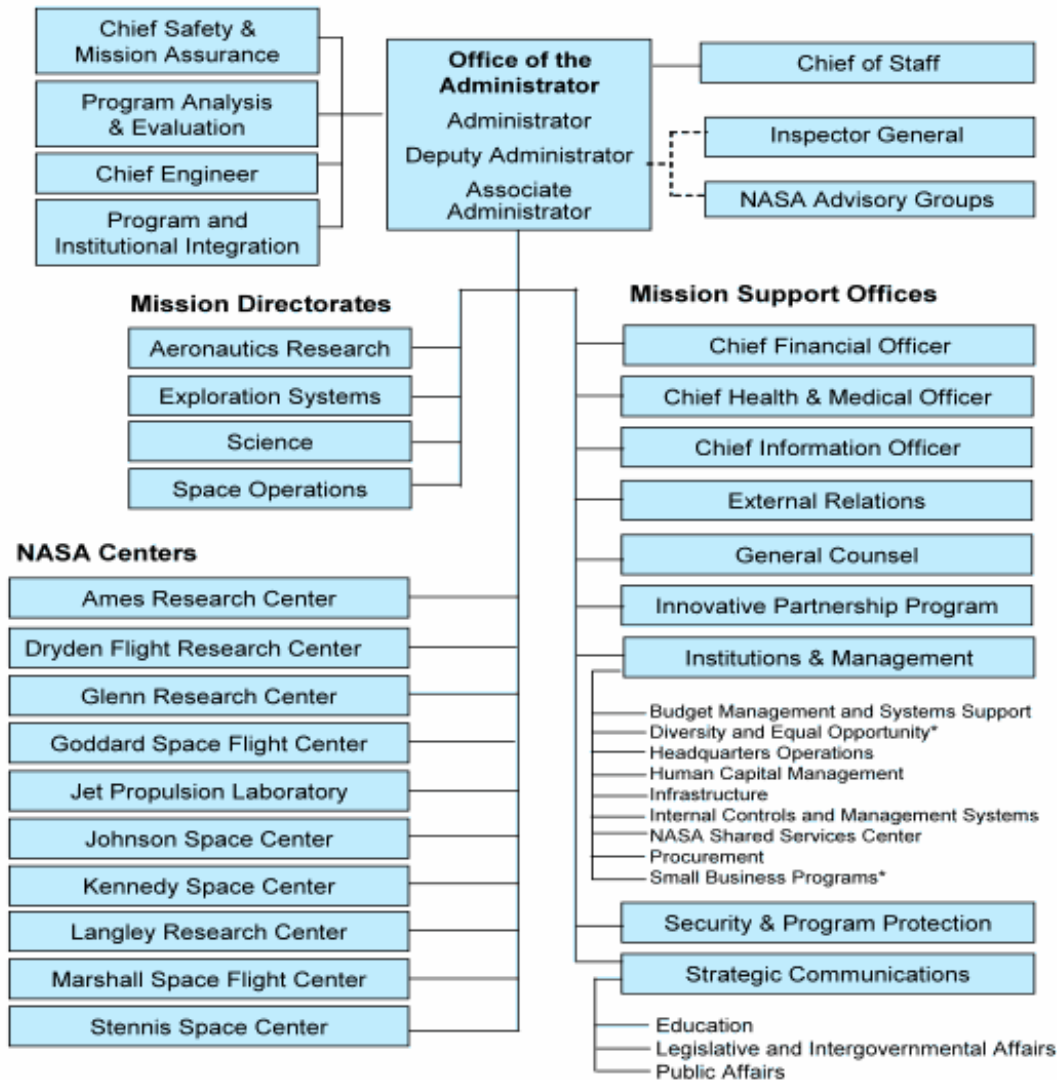 Chief Safety &
Mission Assurance
Program Analysis
& Evaluation
Chief Engineer
Program and
Institutional Integration
Office of the
Administrator
Administrator
Deputy Administrator
Associate
Administrator
Chief of Staff
Inspector General
NASA Advisory Groups
Mission Directorates
Aeronautics Research
Exploration Systems
Science
Space Operations
NASA Centers
Ames Research Center
Dryden Flight Research Center
Glenn Research Center
Goddard Space Flight Center
Jet Propulsion Laboratory
Johnson Space Center
Kennedy Space Center
Langley Research Center
Marshall Space Flight Center
Stennis Space Center
Mission Support Offices
Chief Financial Officer
Chief Health & Medical Officer
Chief Information Officer
External Relations
General Counsel
Innovative Partnership Program
Institutions & Management
Budget Management and Systems Support
Diversity and Equal Opportunity*
Headquarters Operations
Human Capital Management
Infrastructure
Internal Controls and Management Systems
NASA Shared Services Center
Procurement
Small Business Programs*
Security & Program Protection
Strategic Communications
Education
Legislative and Intergovernmental Affairs
Public Affairs